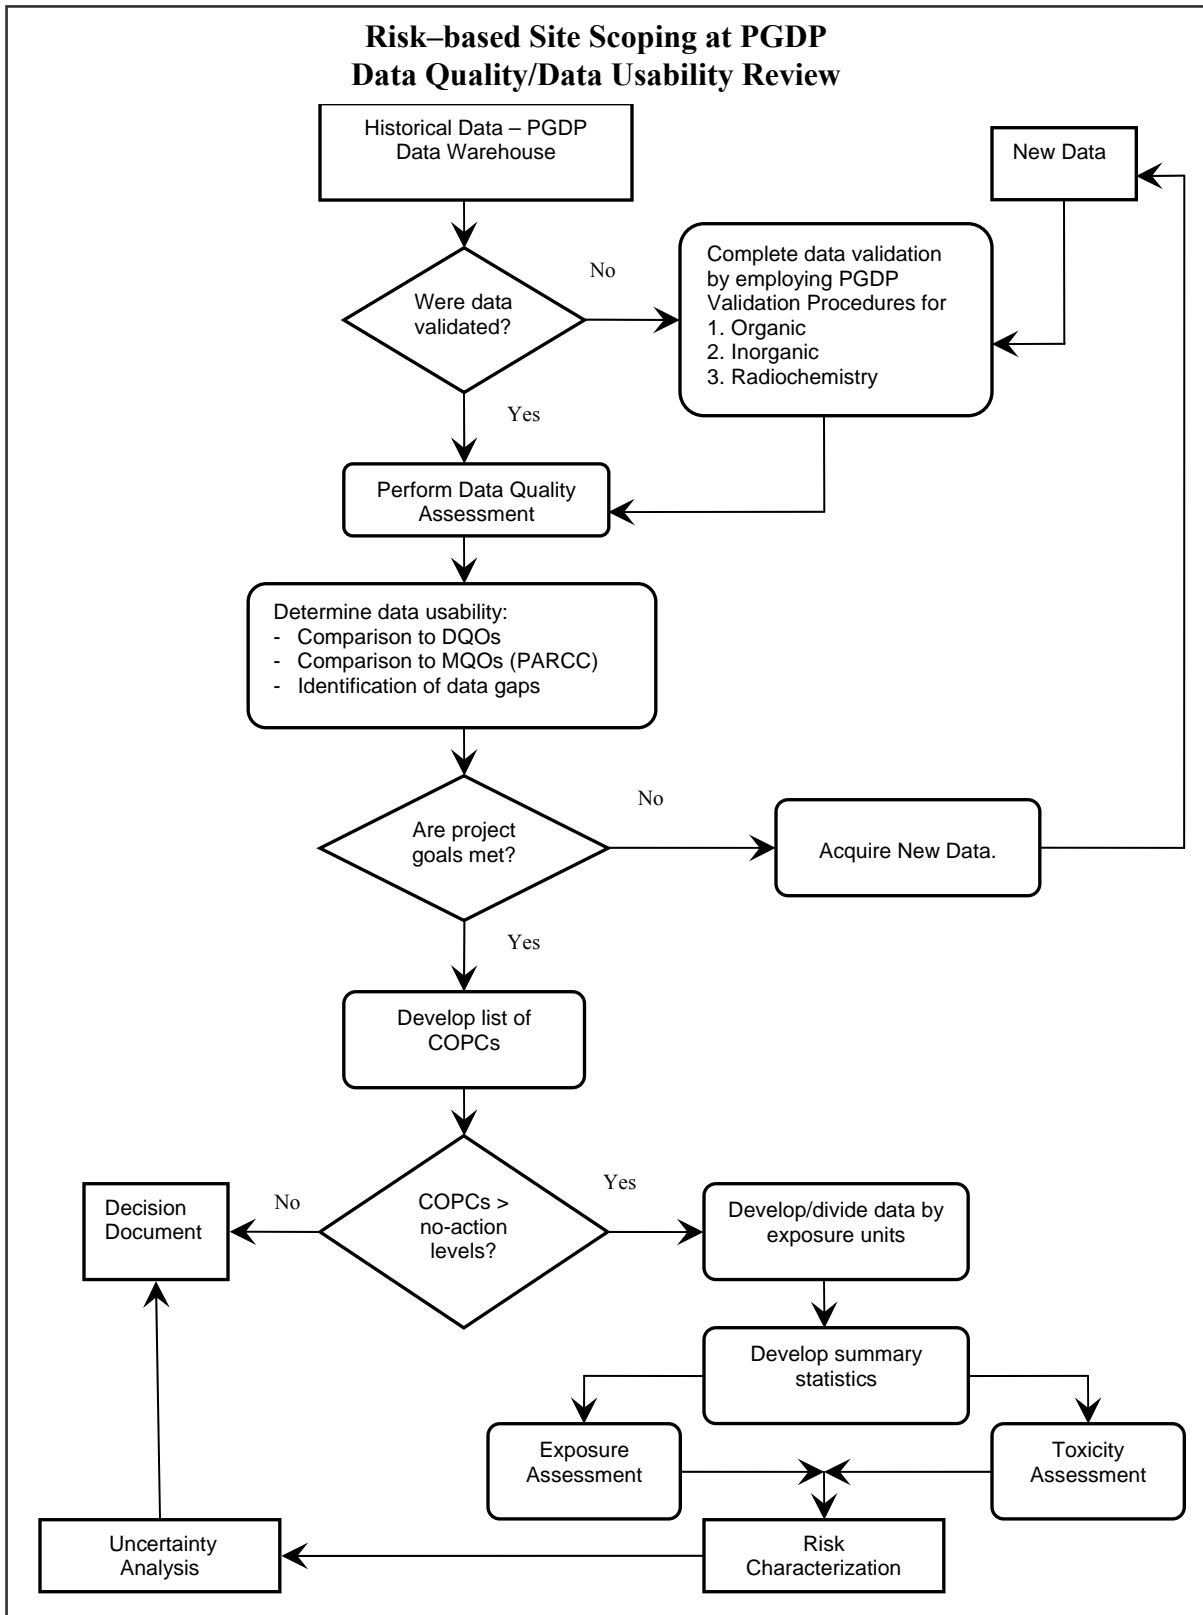 Risk–based Site Scoping at PGDP
Data Quality/Data Usability Review
Historical Data – PGDP
Data Warehouse
New Data
Were data
validated?
No
Complete data validation
by employing PGDP
Validation Procedures for
1. Organic
2. Inorganic
3. Radiochemistry
Yes
Perform Data Quality
Assessment
Determine data usability:
- Comparison to DQOs
- Comparison to MQOs (PARCC)
- Identification of data gaps
Are project
goals met?
No
Acquire New Data.
Yes
Develop list of
COPCs
Decision
Document
No
COPCs >
no-action
levels?
Yes
Develop/divide data by
exposure units
Develop summary
statistics
Exposure
Assessment
Toxicity
Assessment
Uncertainty
Analysis
Risk
Characterization